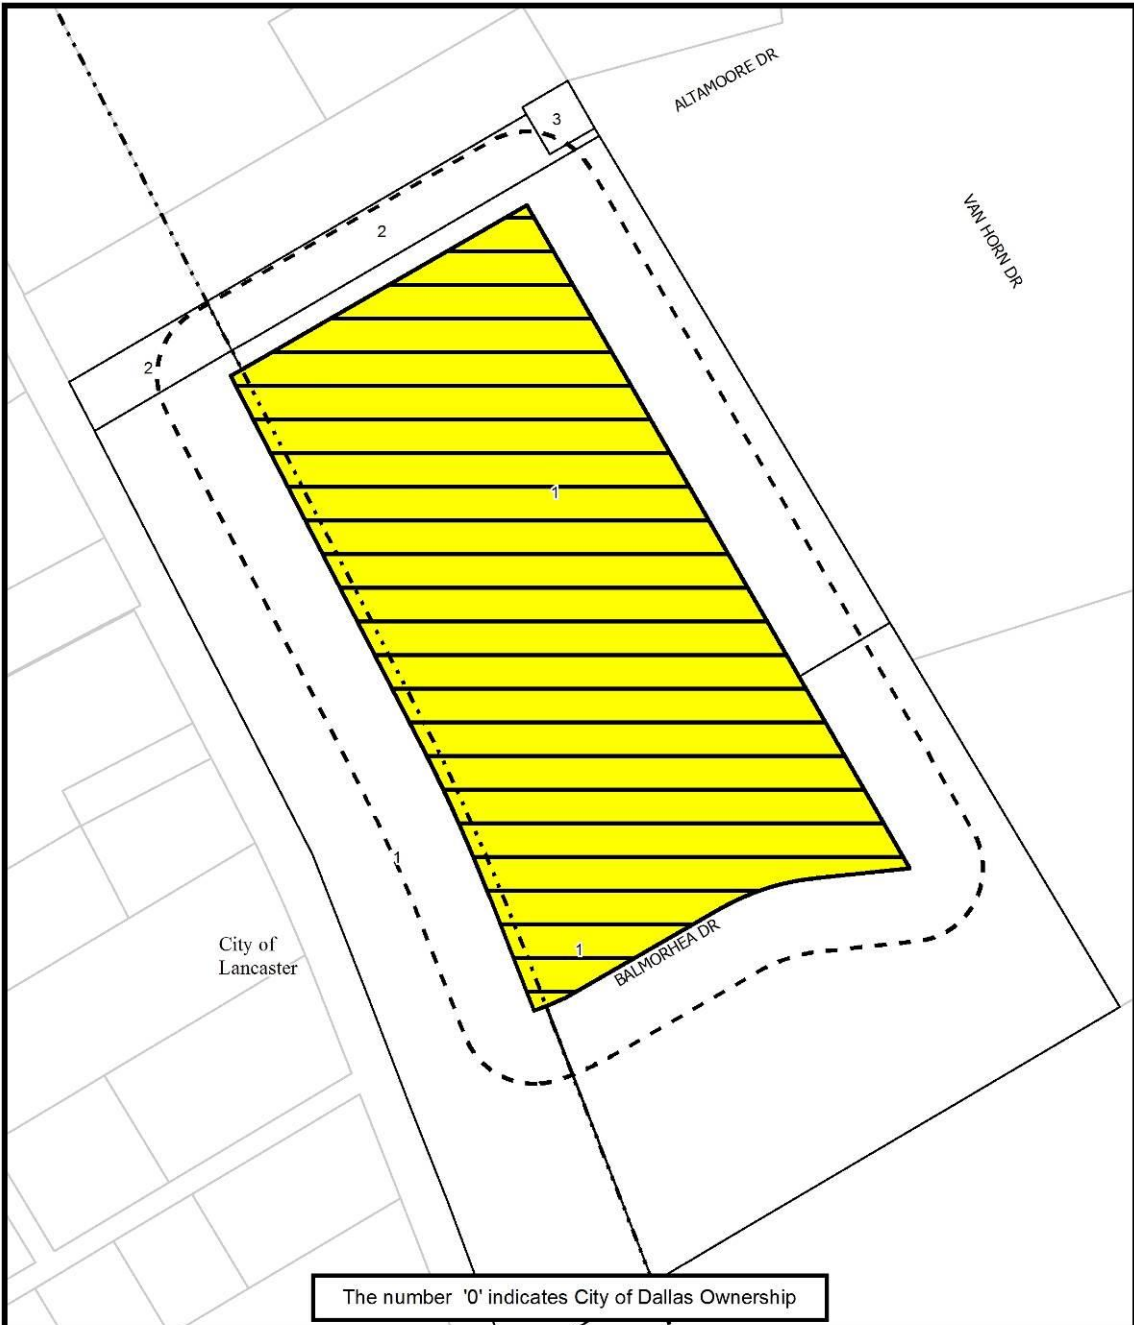 ALTAMOORE DR
3
VAN HORN DR
2
2
1
1
1
BALMORHEA DR
City of
Lancaster
The number '0' indicates City of Dallas Ownership